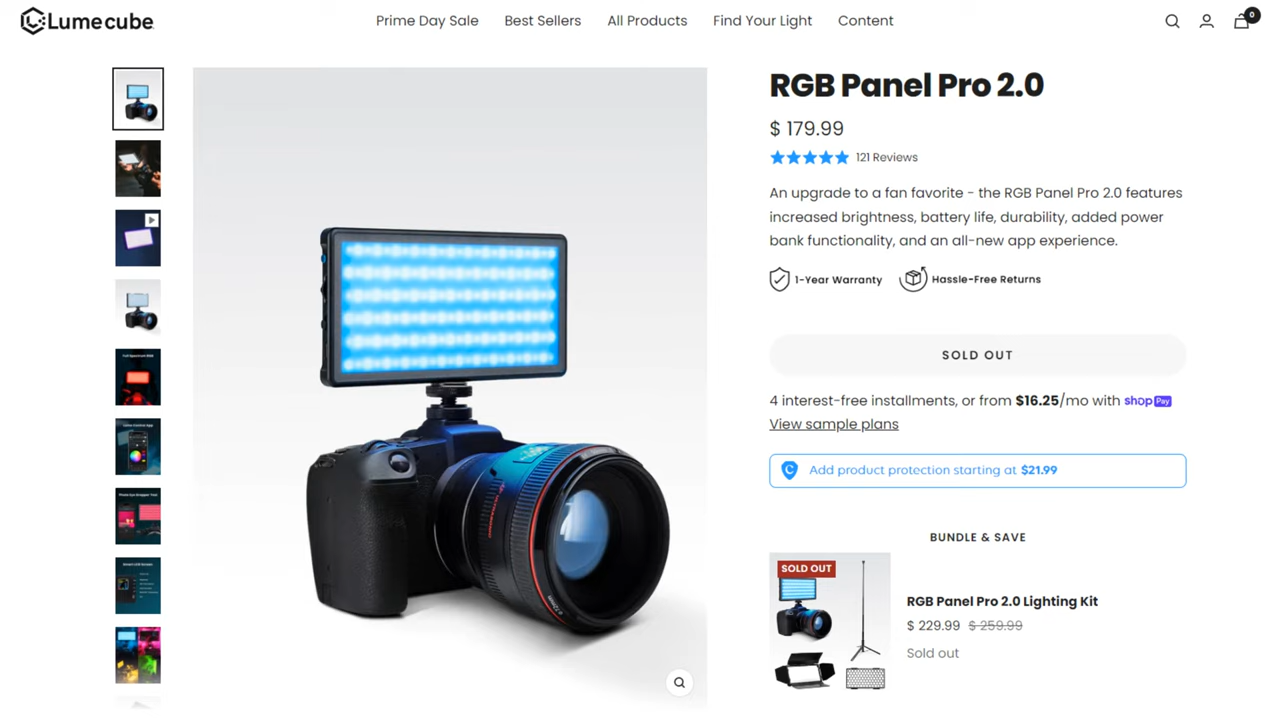 Lume cube
Prime Day Sale
Best Sellers
All Products
Find Your Light
Content
0
RGB Panel Pro 2.0
$ 179.99
121 Reviews
An upgrade to a fan favorite - the RGB Panel Pro 2.0 features
increased brightness, battery life, durability, added power
bank functionality, and an all-new app experience.
1-Year Warranty
Hassle-Free Returns
SOLD OUT
4 interest-free installments, or from $16.25/mo with shop Pay
View sample plans
Add product protection starting at $21.99
BUNDLE & SAVE
SOLD OUT
RGB Panel Pro 2.0 Lighting Kit
$ 229.99 $ 259.99
Sold out